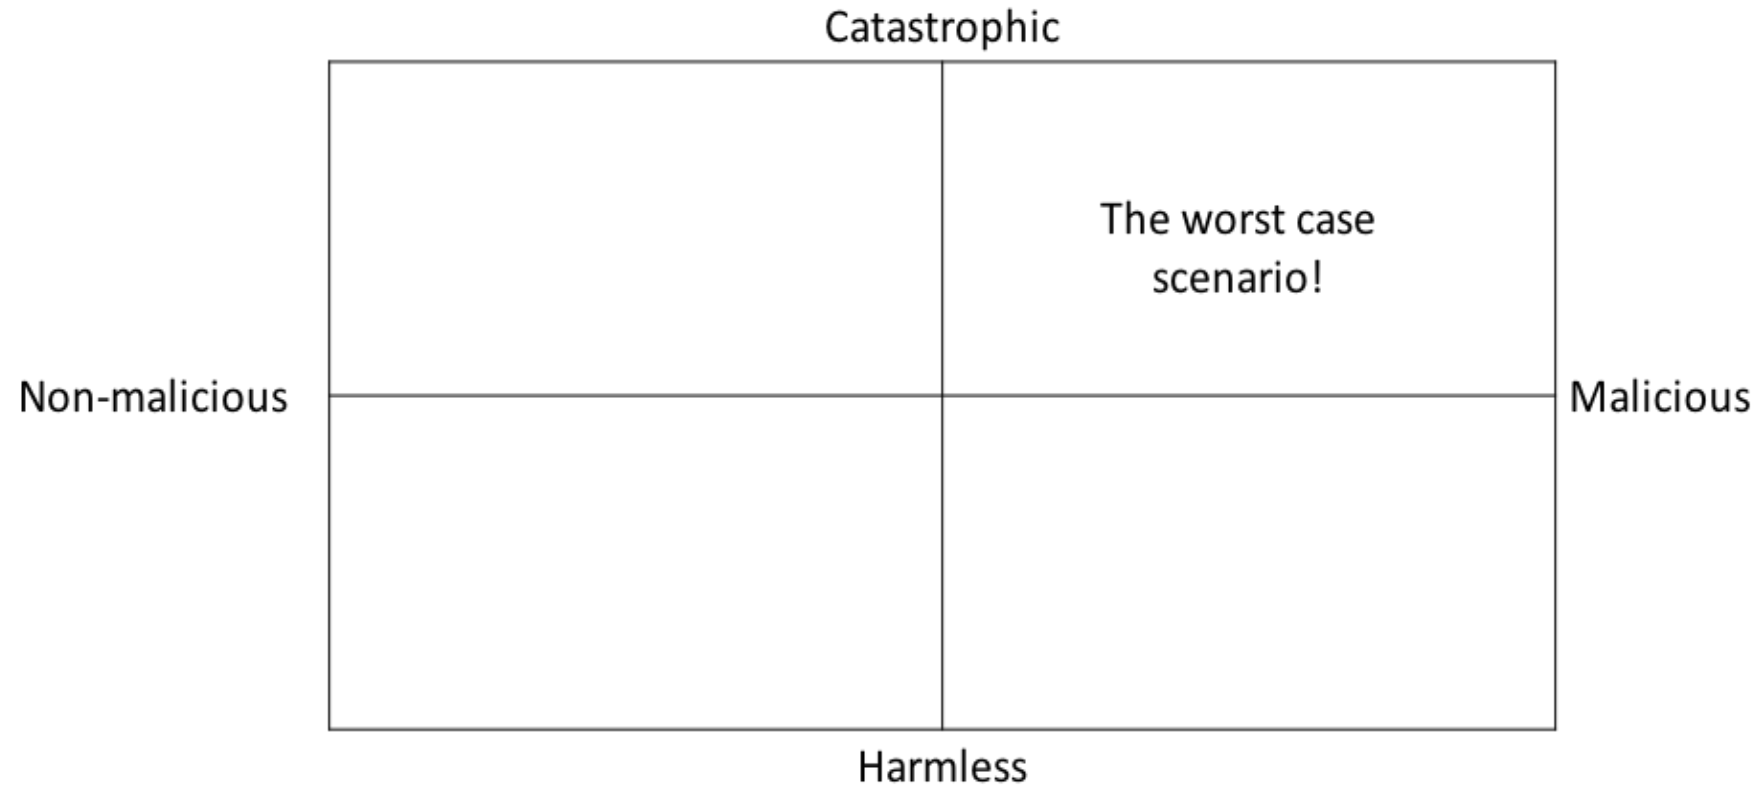 Catastrophic
The worst case
scenario!
Non-malicious
Malicious
Harmless